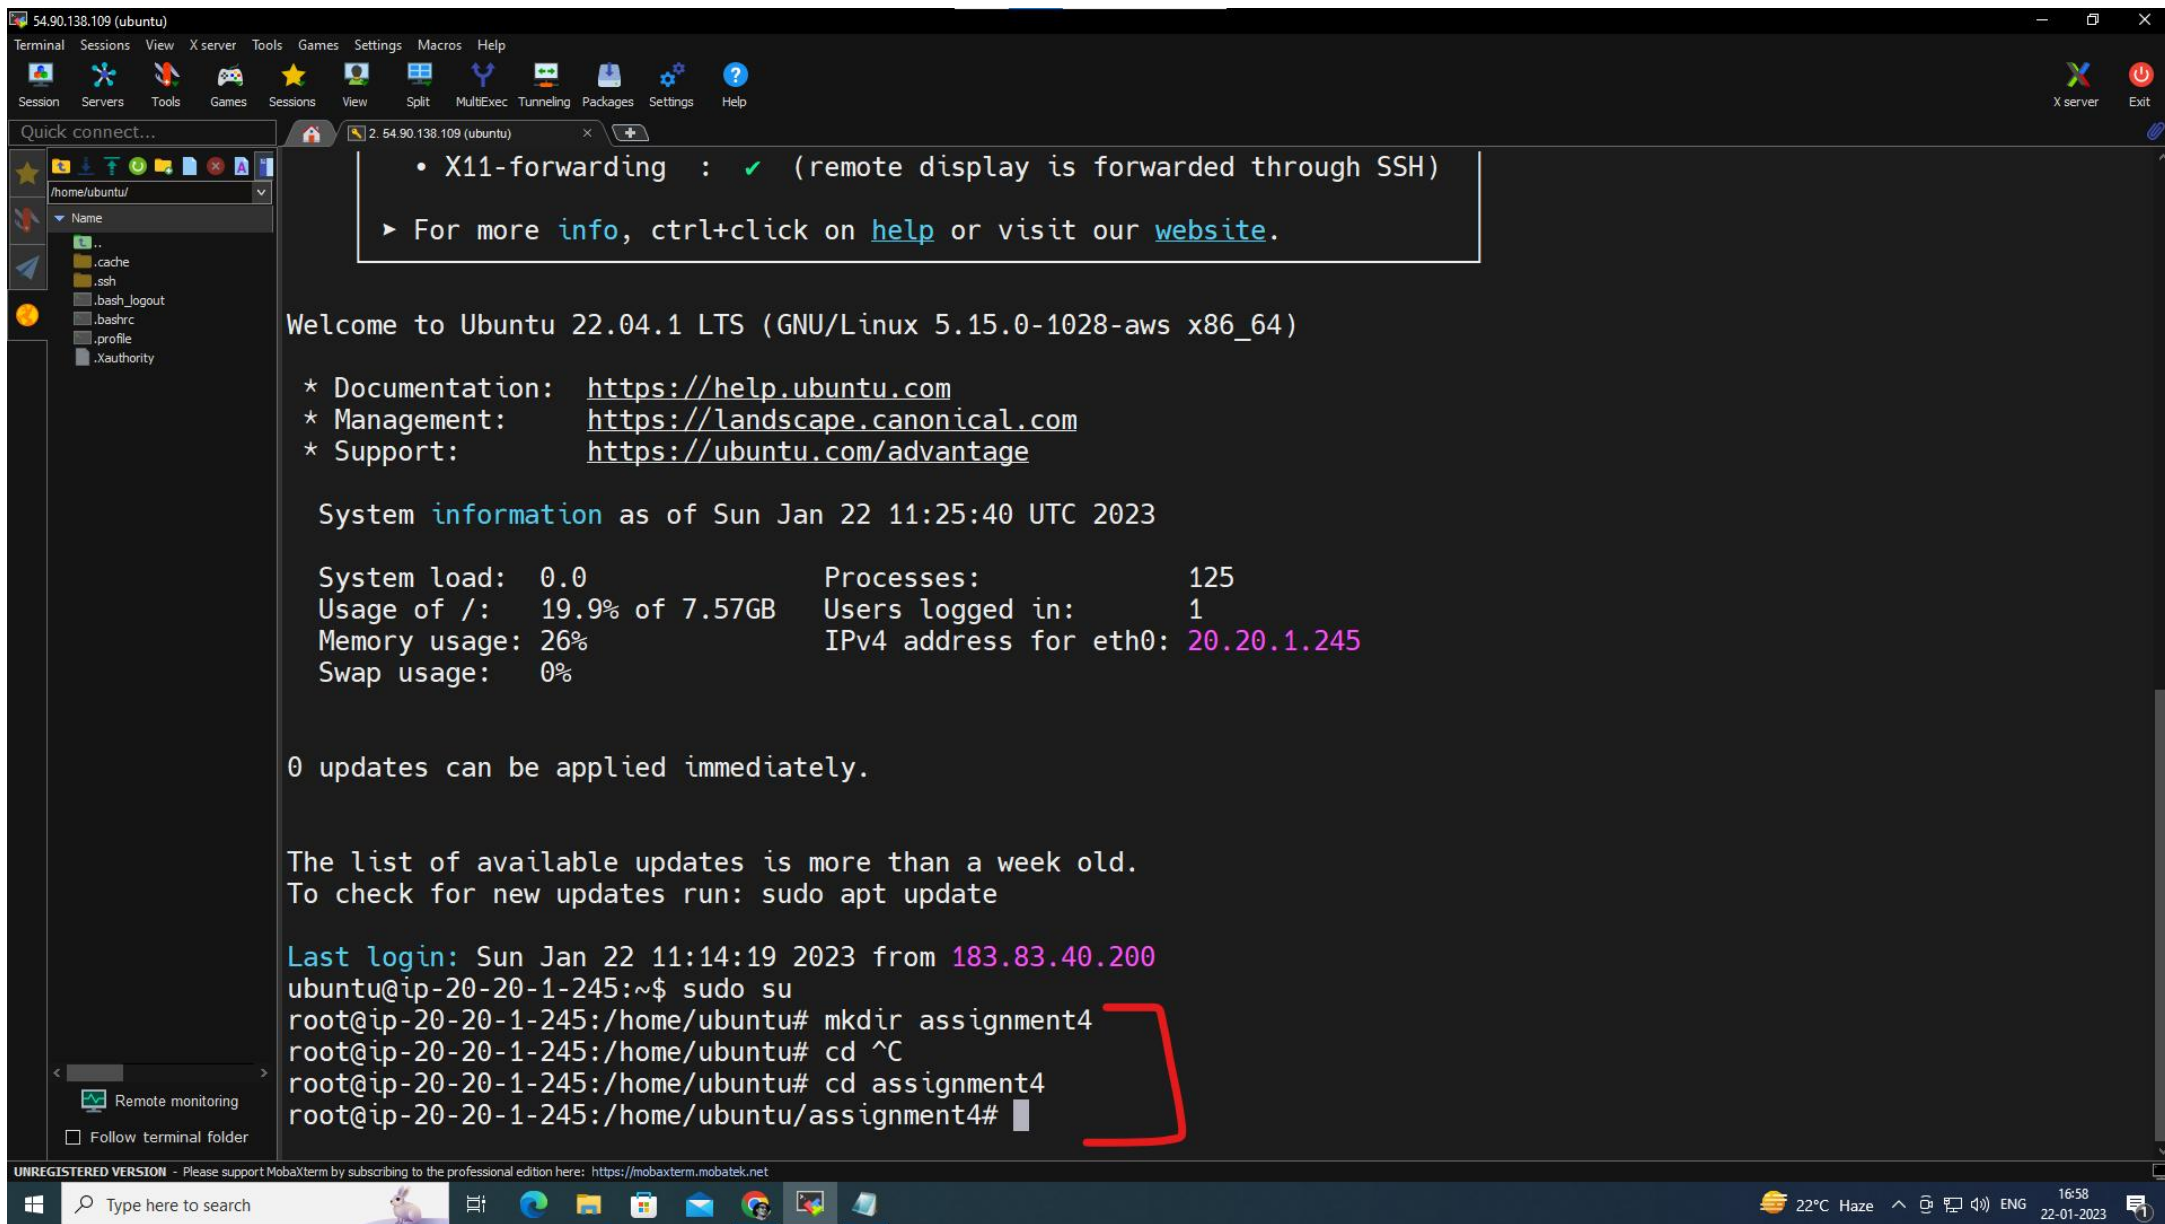 54.90.138.109 (ubuntu)
Terminal Sessions View X server Tools Games Settings Macros Help
Session Servers Tools Games Sessions View Split MultiExec Tunneling Packages Settings Help X server Exit
Quick connect... 2. 54.90.138.109 (ubuntu)
/home/ubuntu/
Name
..
.cache
.ssh
.bash_logout
.bashrc
.profile
.Xauthority
• X11-forwarding : ✔ (remote display is forwarded through SSH)
➤ For more info, ctrl+click on help or visit our website.
Welcome to Ubuntu 22.04.1 LTS (GNU/Linux 5.15.0-1028-aws x86_64)
* Documentation: https://help.ubuntu.com
* Management: https://landscape.canonical.com
* Support: https://ubuntu.com/advantage
System information as of Sun Jan 22 11:25:40 UTC 2023
System load: 0.0 Processes: 125
Usage of /: 19.9% of 7.57GB Users logged in: 1
Memory usage: 26% IPv4 address for eth0: 20.20.1.245
Swap usage: 0%
0 updates can be applied immediately.
The list of available updates is more than a week old.
To check for new updates run: sudo apt update
Last login: Sun Jan 22 11:14:19 2023 from 183.83.40.200
ubuntu@ip-20-20-1-245:~$ sudo su
root@ip-20-20-1-245:/home/ubuntu# mkdir assignment4
root@ip-20-20-1-245:/home/ubuntu# cd ^C
root@ip-20-20-1-245:/home/ubuntu# cd assignment4
root@ip-20-20-1-245:/home/ubuntu/assignment4#
Remote monitoring
Follow terminal folder
UNREGISTERED VERSION - Please support MobaXterm by subscribing to the professional edition here: https://mobaxterm.mobatek.net
Type here to search
22°C Haze ENG
16:58
22-01-2023
1